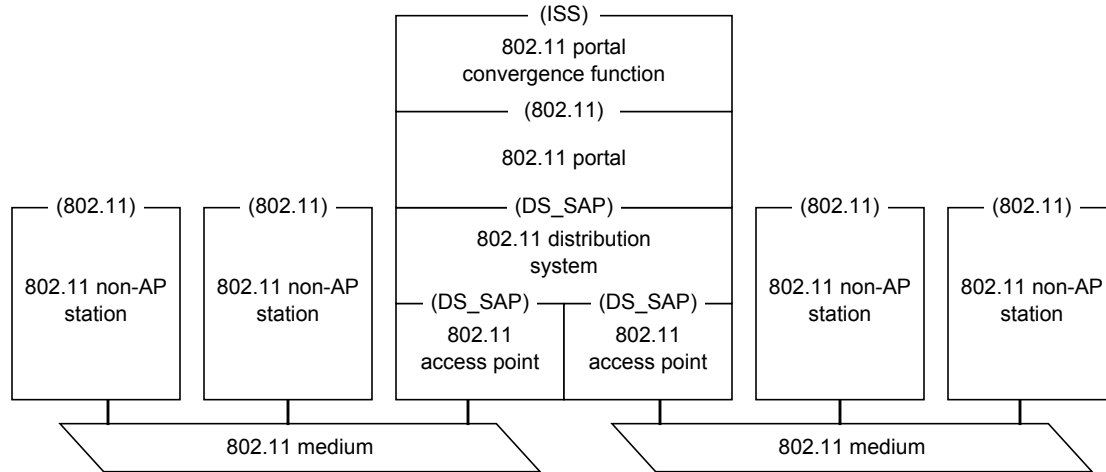 (ISS)
802.11 portal
convergence function
(802.11)
802.11 portal
(802.11)
(802.11)
(DS_SAP)
(802.11)
(802.11)
802.11 distribution
system
802.11 non-AP
station
802.11 non-AP
station
802.11 non-AP
station
802.11 non-AP
station
(DS_SAP)
(DS_SAP)
802.11
access point
802.11
access point
802.11 medium
802.11 medium